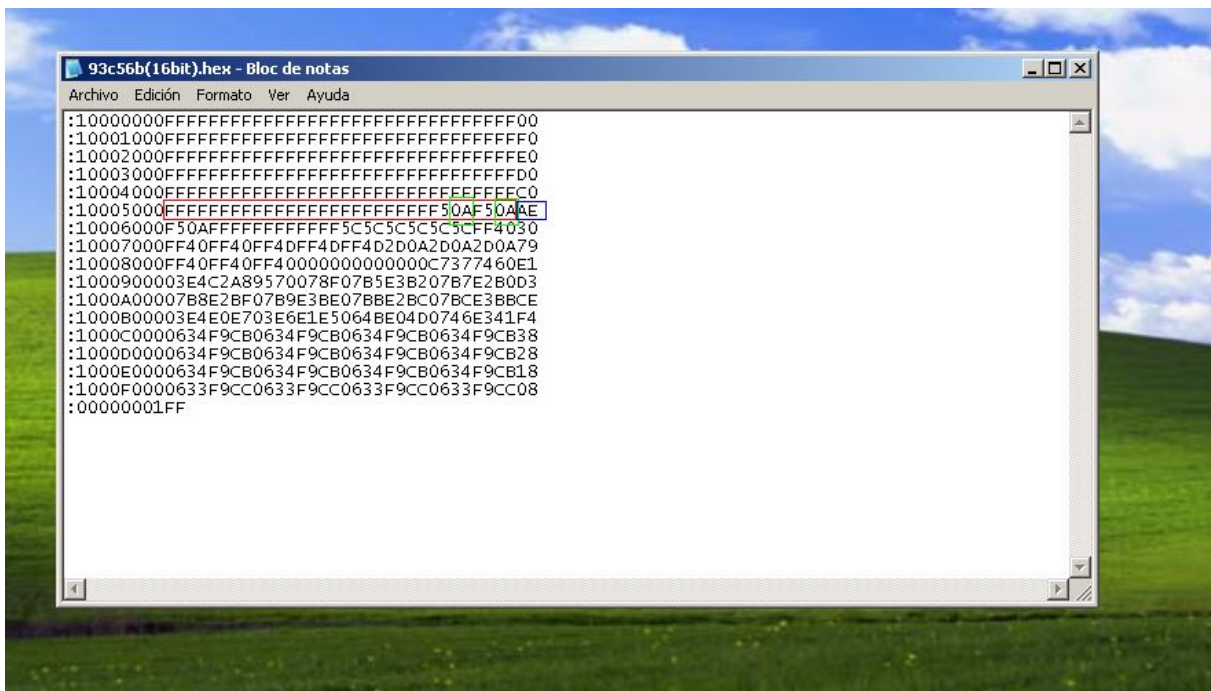 93c56b(16bit).hex - Bloc de notas
Archivo Edición Formato Ver Ayuda
:10000000FFFFFFFFFFFFFFFFFFFFFFFFFFFFFFFF00
:10001000FFFFFFFFFFFFFFFFFFFFFFFFFFFFFFFFF0
:10002000FFFFFFFFFFFFFFFFFFFFFFFFFFFFFFFFE0
:10003000FFFFFFFFFFFFFFFFFFFFFFFFFFFFFFFFD0
:10004000FFFFFFFFFFFFFFFFFFFFFFFFFFFFFFFFC0
:10005000FFFFFFFFFFFFFFFFFFFFFFFFF50AF50AAE
:10006000F50AFFFFFFFFFFFF5C5C5C5C5C5CFF4030
:10007000FF40FF40FF4DFF4DFF4D2D0A2D0A2D0A79
:10008000FF40FF40FF40000000000000C7377460E1
:1000900003E4C2A89570078F07B5E3B207B7E2B0D3
:1000A00007B8E2BF07B9E3BE07BBE2BC07BCE3BBCE
:1000B00003E4E0E703E6E1E5064BE04D0746E341F4
:1000C0000634F9CB0634F9CB0634F9CB0634F9CB38
:1000D0000634F9CB0634F9CB0634F9CB0634F9CB28
:1000E0000634F9CB0634F9CB0634F9CB0634F9CB18
:1000F0000633F9CC0633F9CC0633F9CC0633F9CC08
:00000001FF